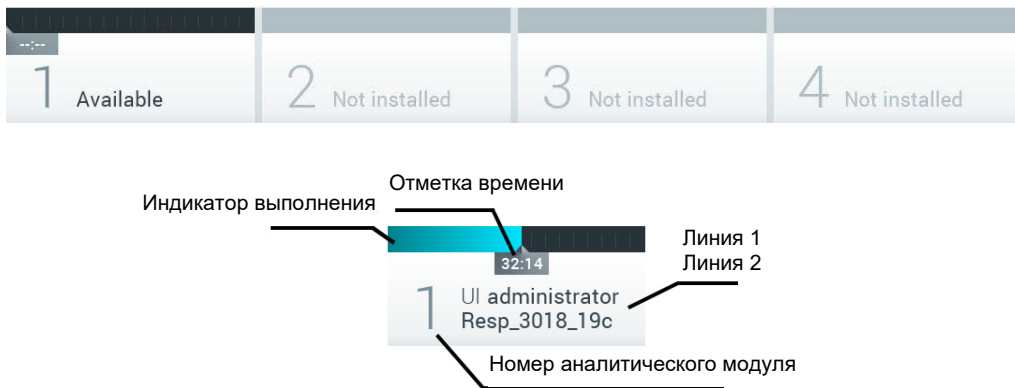 --:--
1 Available
2 Not installed
3 Not installed
4 Not installed
Отметка времени
Индикатор выполнения
Линия 1
32:14
Линия 2
1 UI administrator
Resp_3018_19c
Номер аналитического модуля